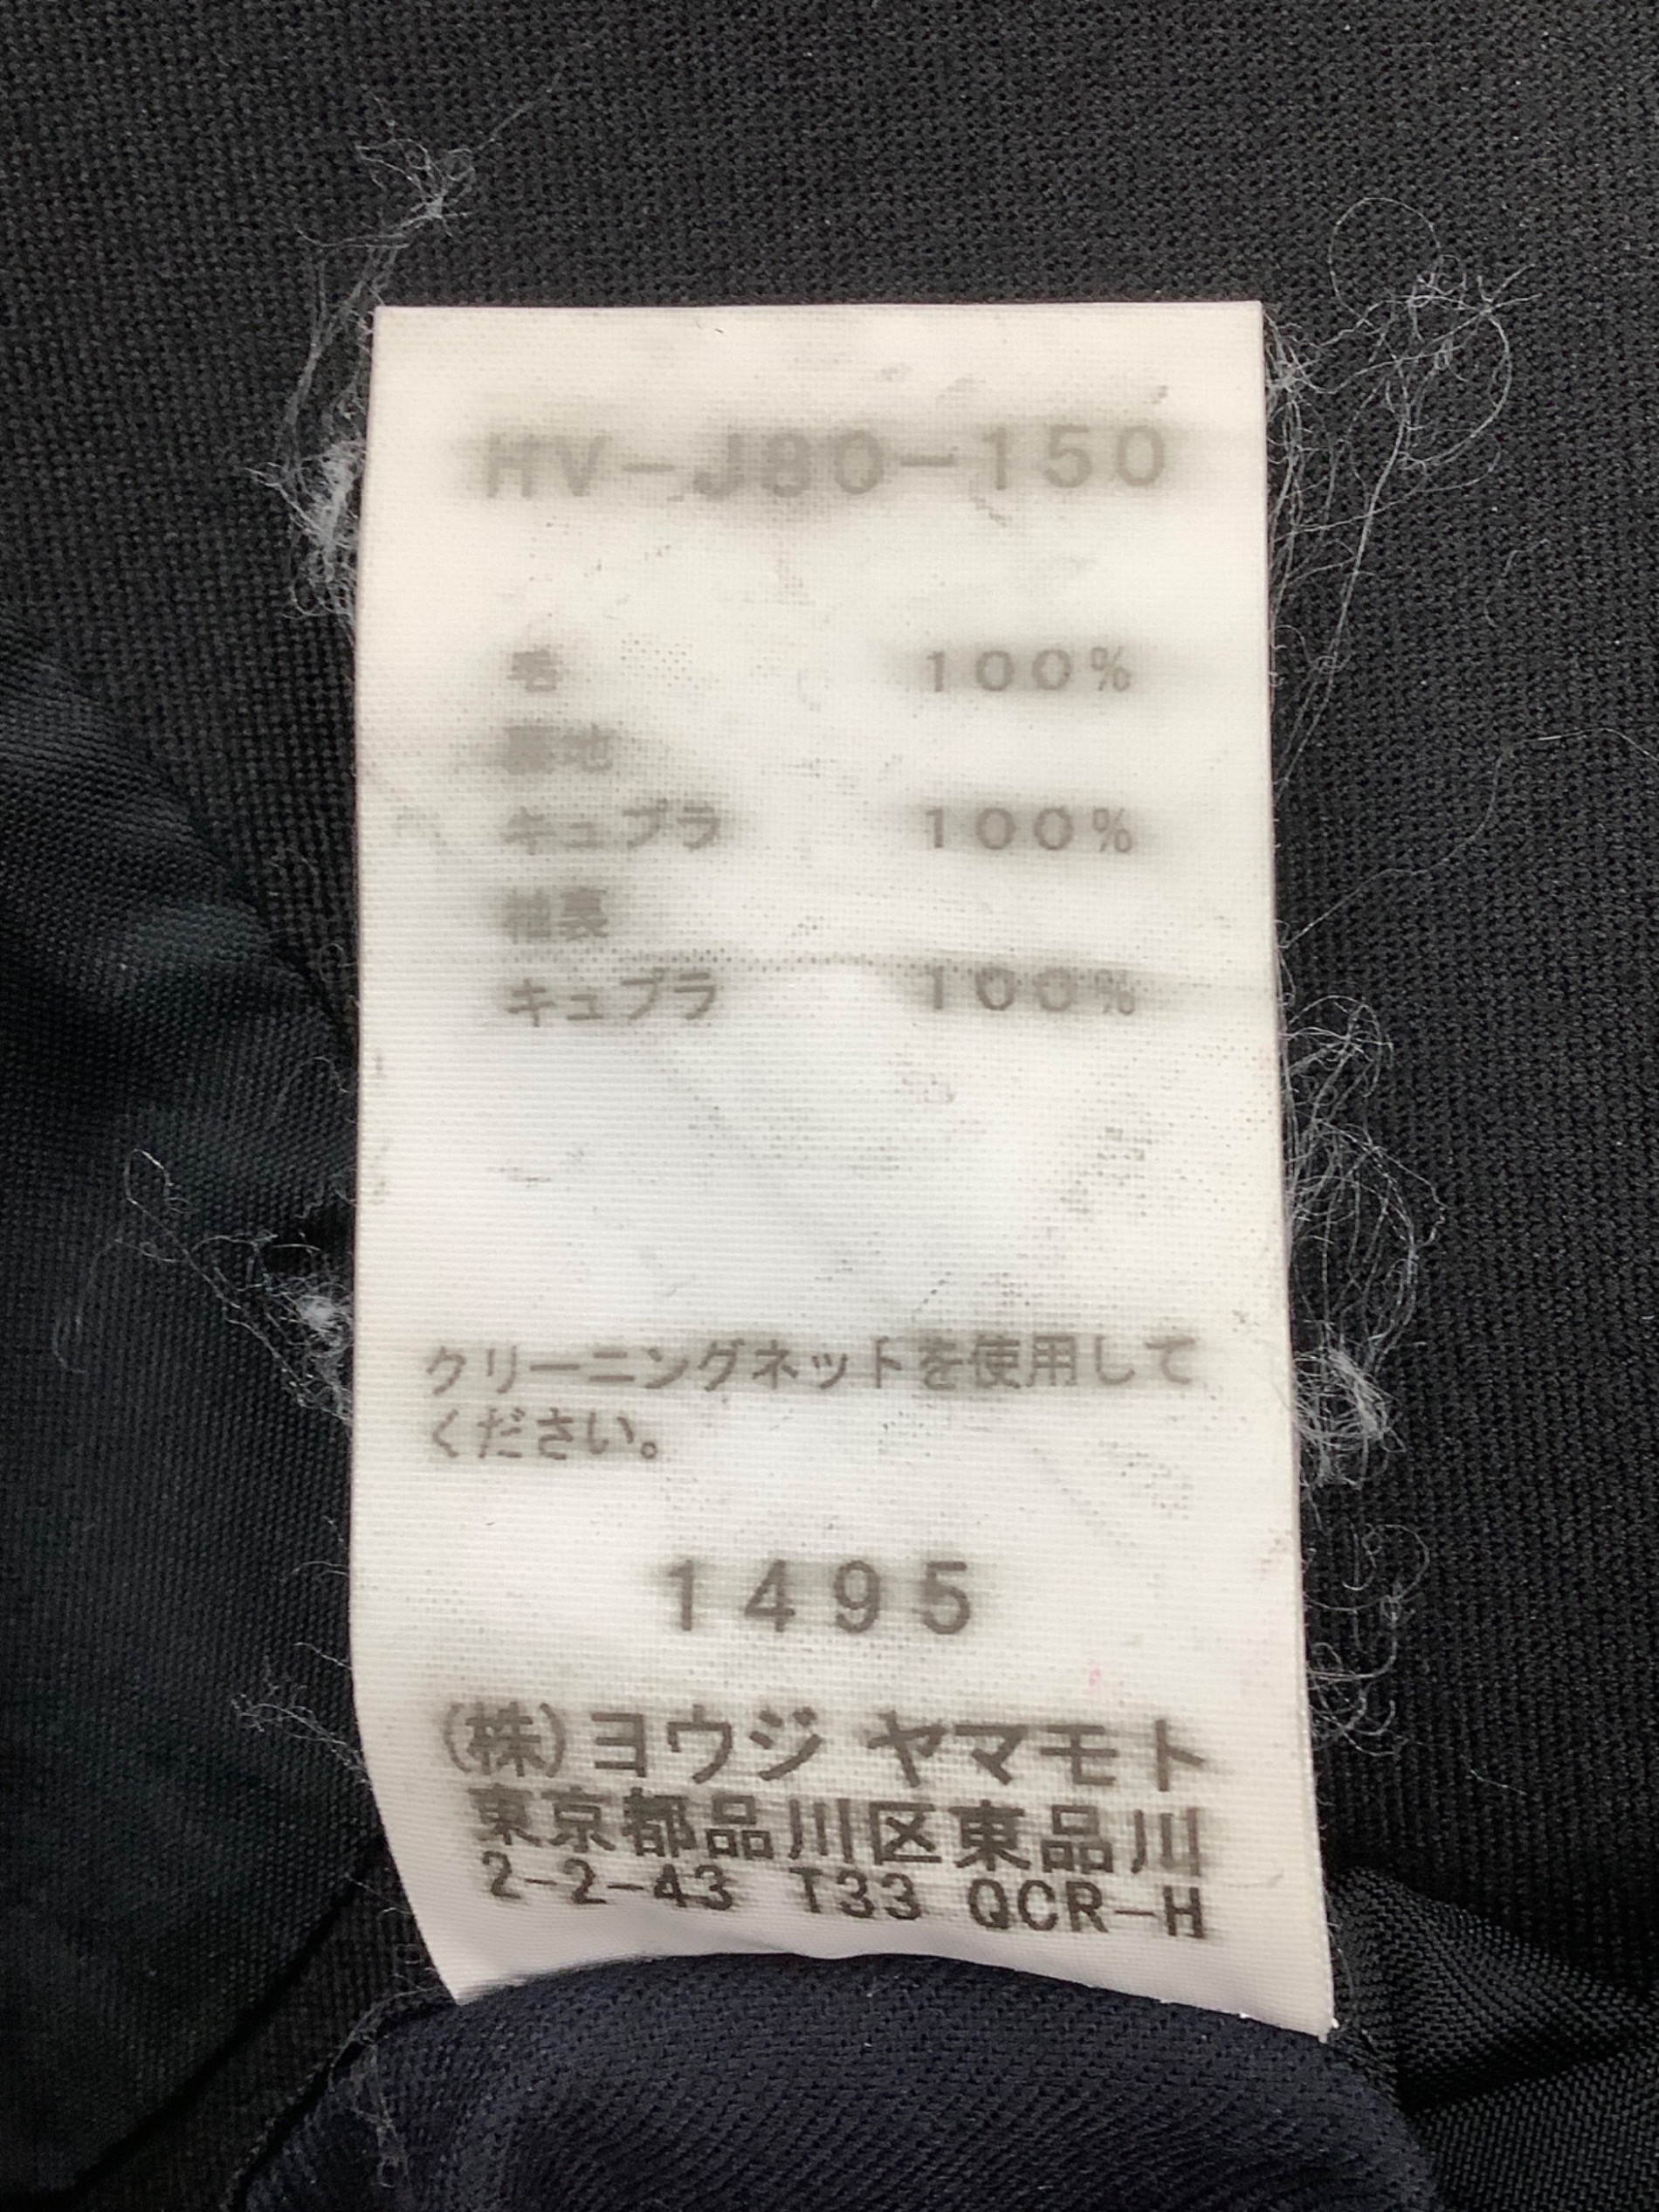 HV-J80-150
毛 100%
裏地
キュプラ 100%
袖裏
キュプラ 100%
クリーニングネットを使用して
ください。
1495
(株)ヨウジ ヤマモト
東京都品川区東品川
2-2-43 T33 QCR-H